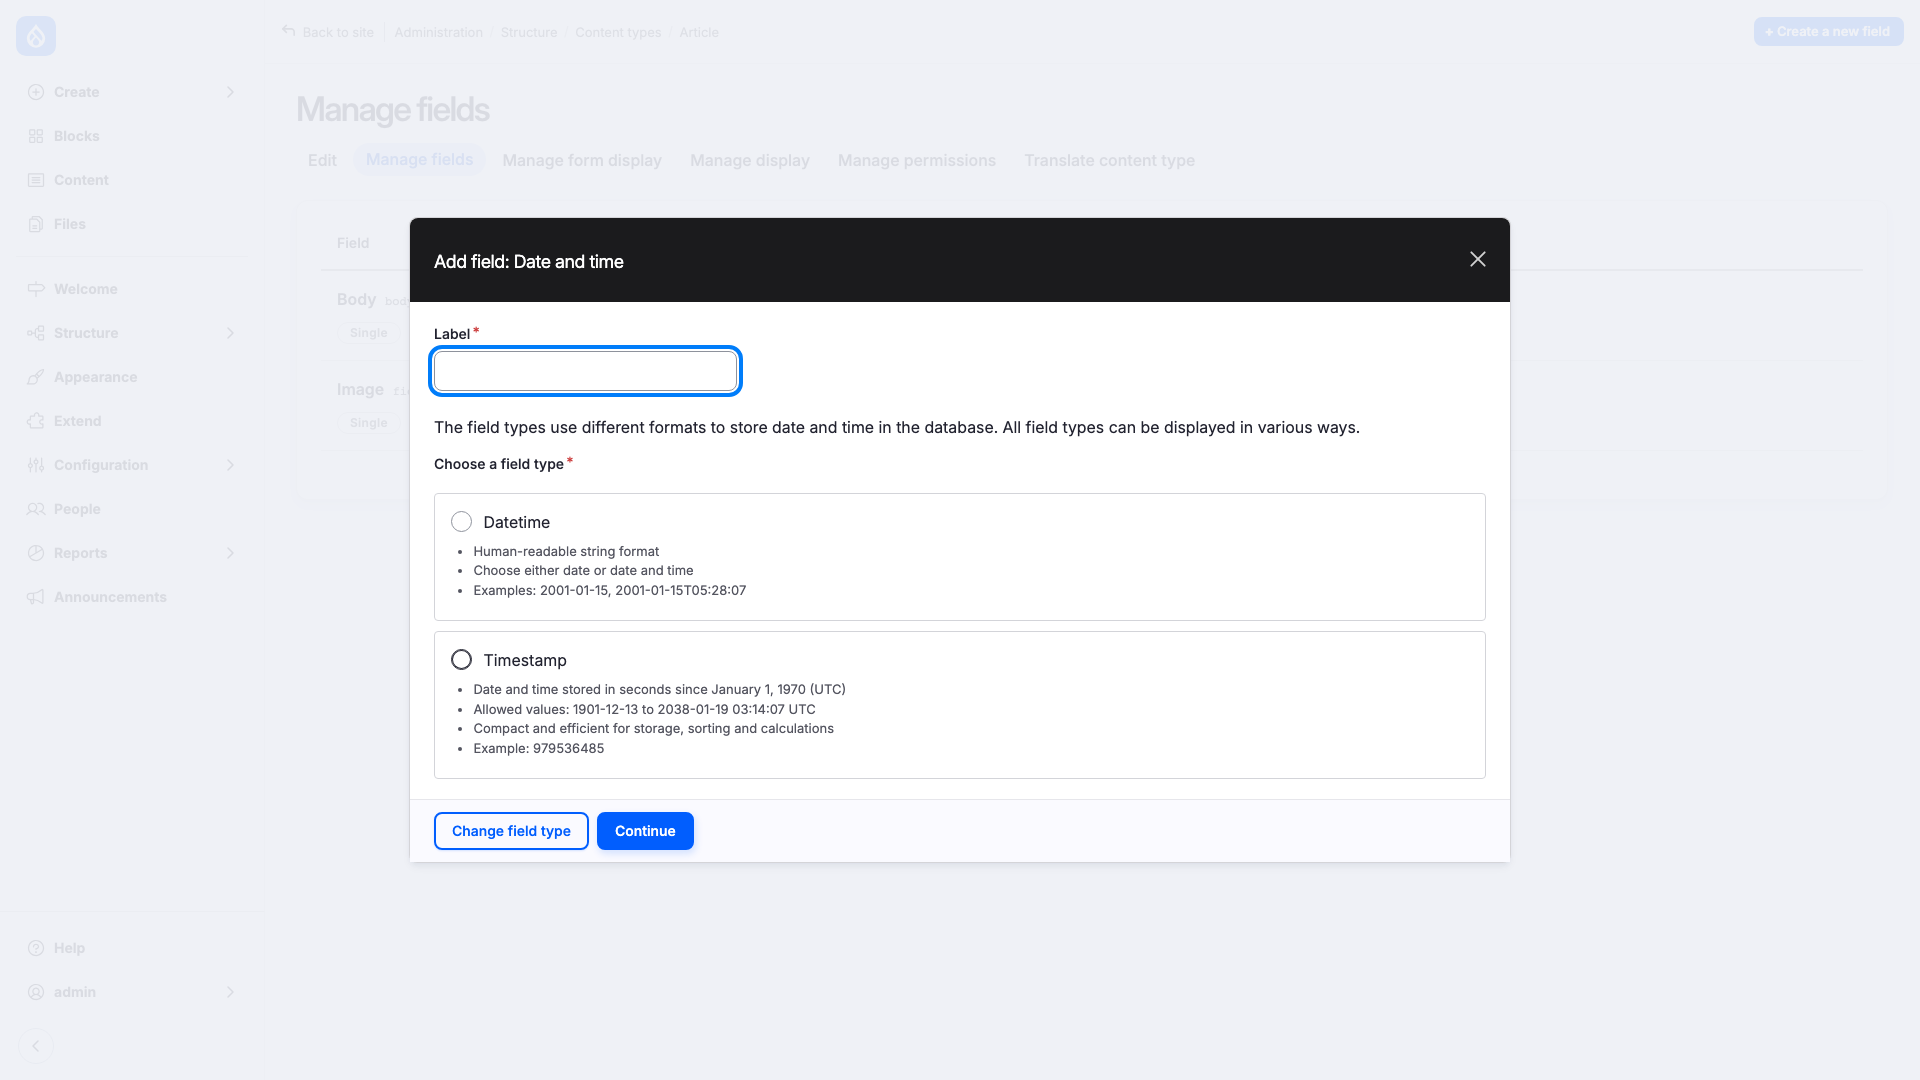 Back to site
Administration
Structure
Content types
Article
+ Create a new field
Create
Blocks
Content
Files
Welcome
Structure
Appearance
Extend
Configuration
People
Reports
Announcements
Help
admin
Manage fields
Edit
Manage fields
Manage form display
Manage display
Manage permissions
Translate content type
Field
Body
Single
Image
Single
Add field: Date and time
Label*
The field types use different formats to store date and time in the database. All field types can be displayed in various ways.
Choose a field type*
Datetime
• Human-readable string format
• Choose either date or date and time
• Examples: 2001-01-15, 2001-01-15T05:28:07
Timestamp
• Date and time stored in seconds since January 1, 1970 (UTC)
• Allowed values: 1901-12-13 to 2038-01-19 03:14:07 UTC
• Compact and efficient for storage, sorting and calculations
• Example: 979536485
Change field type
Continue